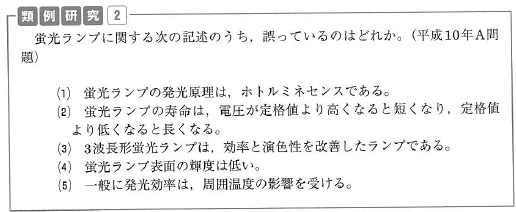 類例研究 2
蛍光ランプに関する次の記述のうち，誤っているのはどれか。(平成10年A問
題)
(1) 蛍光ランプの発光原理は，ホトルミネセンスである。
(2) 蛍光ランプの寿命は，電圧が定格値より高くなると短くなり，定格値
より低くなると長くなる。
(3) 3波長形蛍光ランプは，効率と演色性を改善したランプである。
(4) 蛍光ランプ表面の輝度は低い。
(5) 一般に発光効率は，周囲温度の影響を受ける。